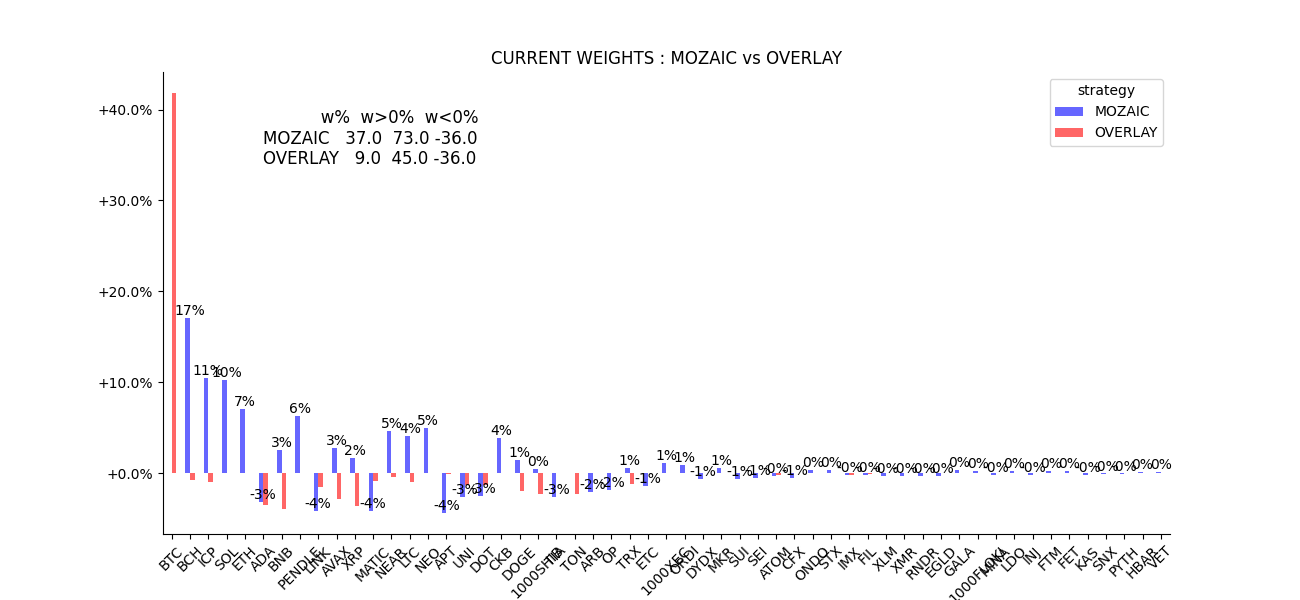 CURRENT WEIGHTS : MOZAIC vs OVERLAY
+40.0%
+30.0%
+20.0%
+10.0%
+0.0%
w% w>0% w<0%
MOZAIC 37.0 73.0 -36.0
OVERLAY 9.0 45.0 -36.0
strategy
MOZAIC
OVERLAY
17%
11%
10%
7%
-3%
3%
6%
-4%
3%
2%
-4%
5%
4%
5%
-4%
-3%
-3%
4%
1%
0%
-3%
-2%
-2%
1%
-1%
1%
1%
-1%
1%
-1%
-1%
-0%
-1%
0%
0%
-0%
-0%
-0%
-0%
-0%
-0%
0%
0%
-0%
0%
-0%
0%
0%
-0%
-0%
-0%
0%
0%
BTC
BCH
ICP
SOL
ETH
ADA
BNB
PENDLE
LINK
AVAX
XRP
MATIC
NEAR
LTC
NEO
APT
UNI
DOT
CKB
DOGE
1000SHIB
TIA
TON
ARB
OP
TRX
ETC
1000XEC
ORDI
DYDX
MKR
SUI
SEI
ATOM
CFX
ONDO
STX
IMX
FIL
XLM
XMR
RNDR
EGLD
GALA
1000FLOKI
MINA
LDO
INJ
FTM
FET
KAS
SNX
PYTH
HBAR
VET